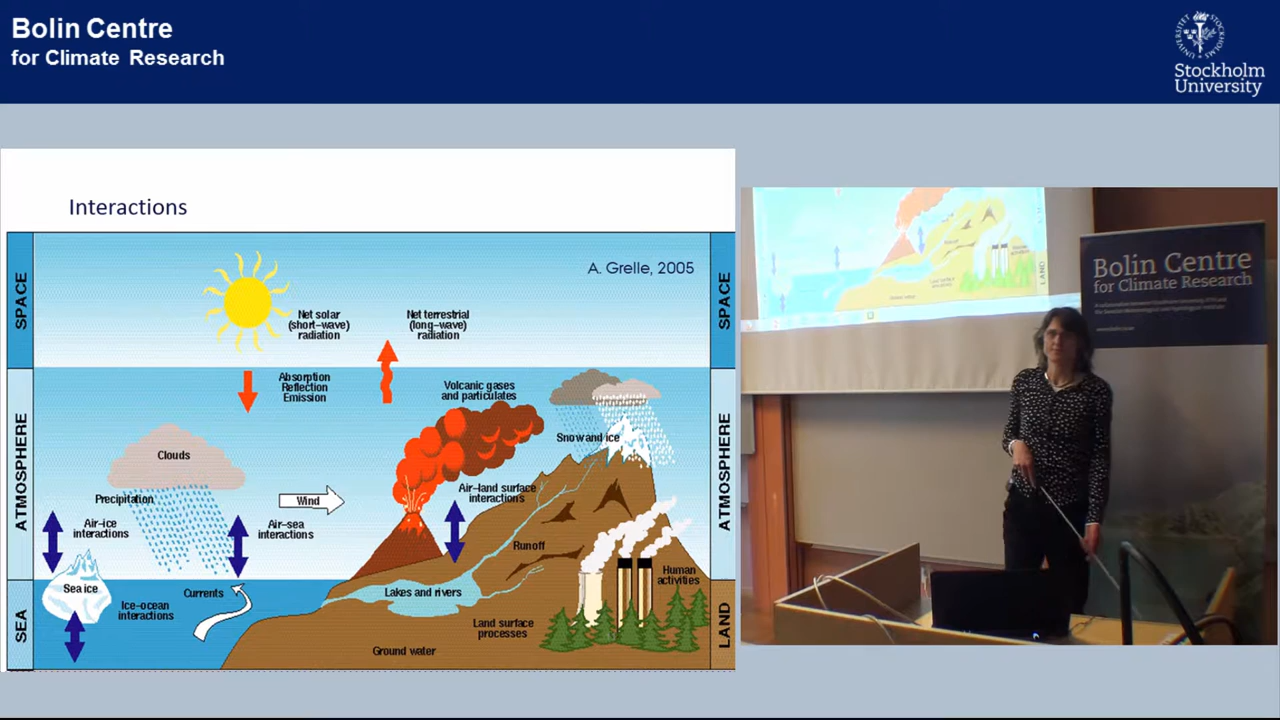 Bolin Centre
for Climate Research
Stockholm
University
Interactions
SPACE
A. Grelle, 2005
SPACE
Net solar
(short-wave)
radiation
Net terrestrial
(long-wave)
radiation
Absorption
Reflection
Emission
Volcanic gases
and particulates
ATMOSPHERE
Clouds
Snow and ice
ATMOSPHERE
Precipitation
Wind
Air-land surface
interactions
Air-ice
interactions
Air-sea
interactions
Runoff
Human
activities
Sea ice
Currents
Lakes and rivers
SEA
Ice-ocean
interactions
Land surface
processes
LAND
Ground water
Bolin Centre
for Climate Research
LAND